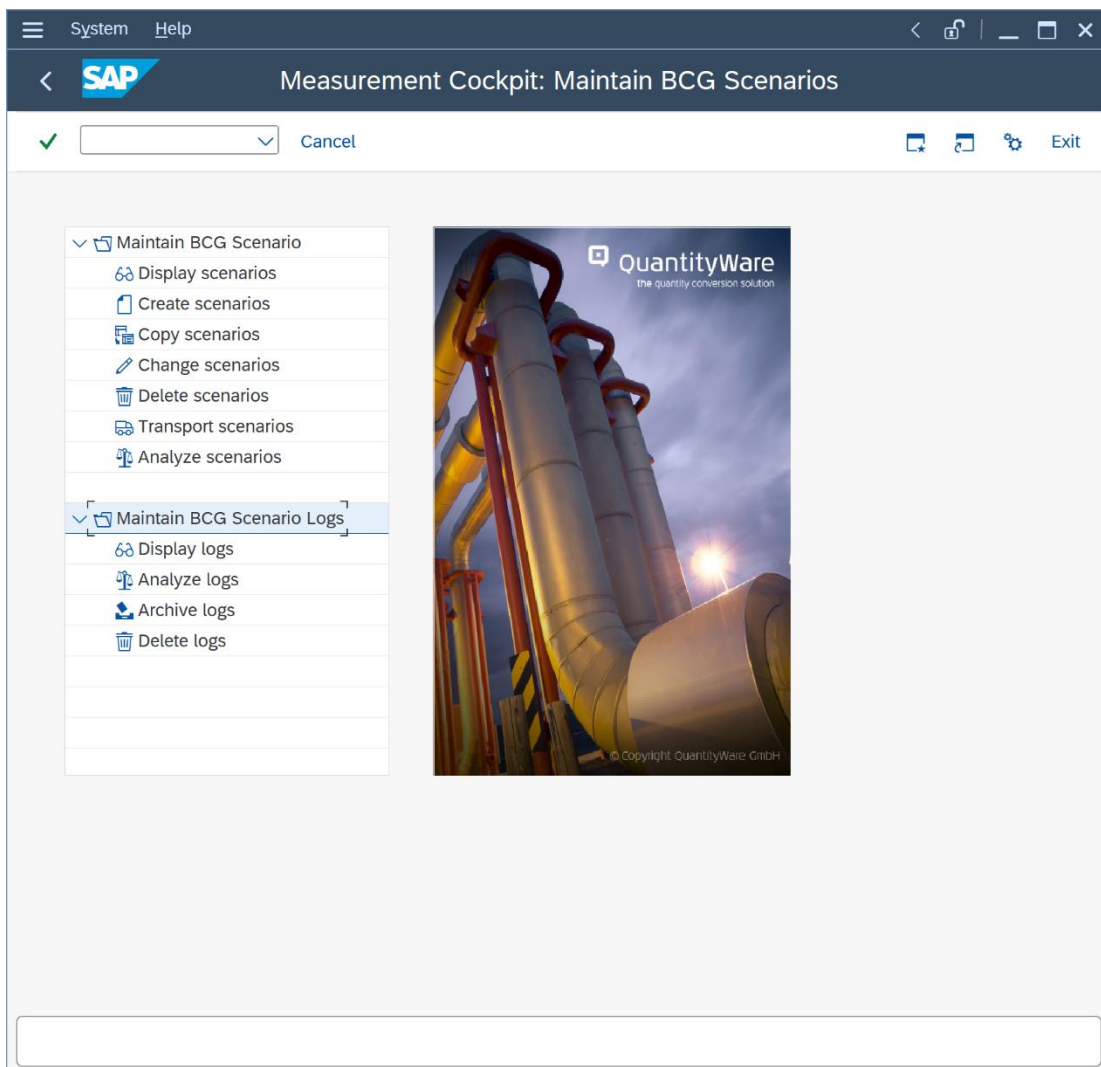 System Help
SAP Measurement Cockpit: Maintain BCG Scenarios
Cancel Exit
Maintain BCG Scenario
Display scenarios
Create scenarios
Copy scenarios
Change scenarios
Delete scenarios
Transport scenarios
Analyze scenarios
Maintain BCG Scenario Logs
Display logs
Analyze logs
Archive logs
Delete logs
QuantityWare
the quantity conversion solution
© Copyright QuantityWare GmbH